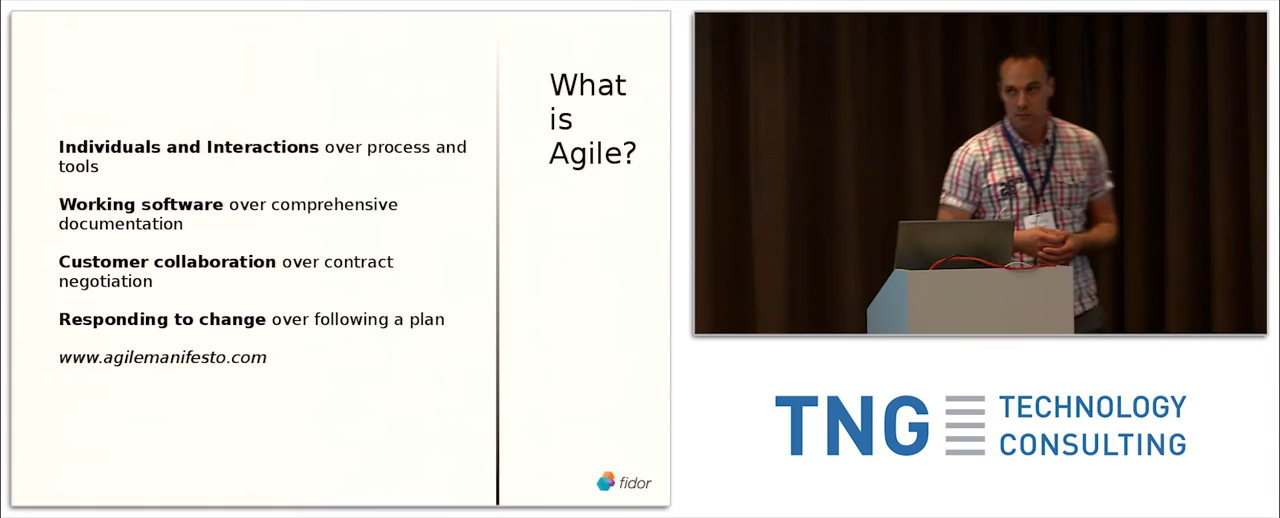 Individuals and Interactions over process and
tools
Working software over comprehensive
documentation
Customer collaboration over contract
negotiation
Responding to change over following a plan
www.agilemanifesto.com
What
is
Agile?
fidor
TNG TECHNOLOGY
CONSULTING